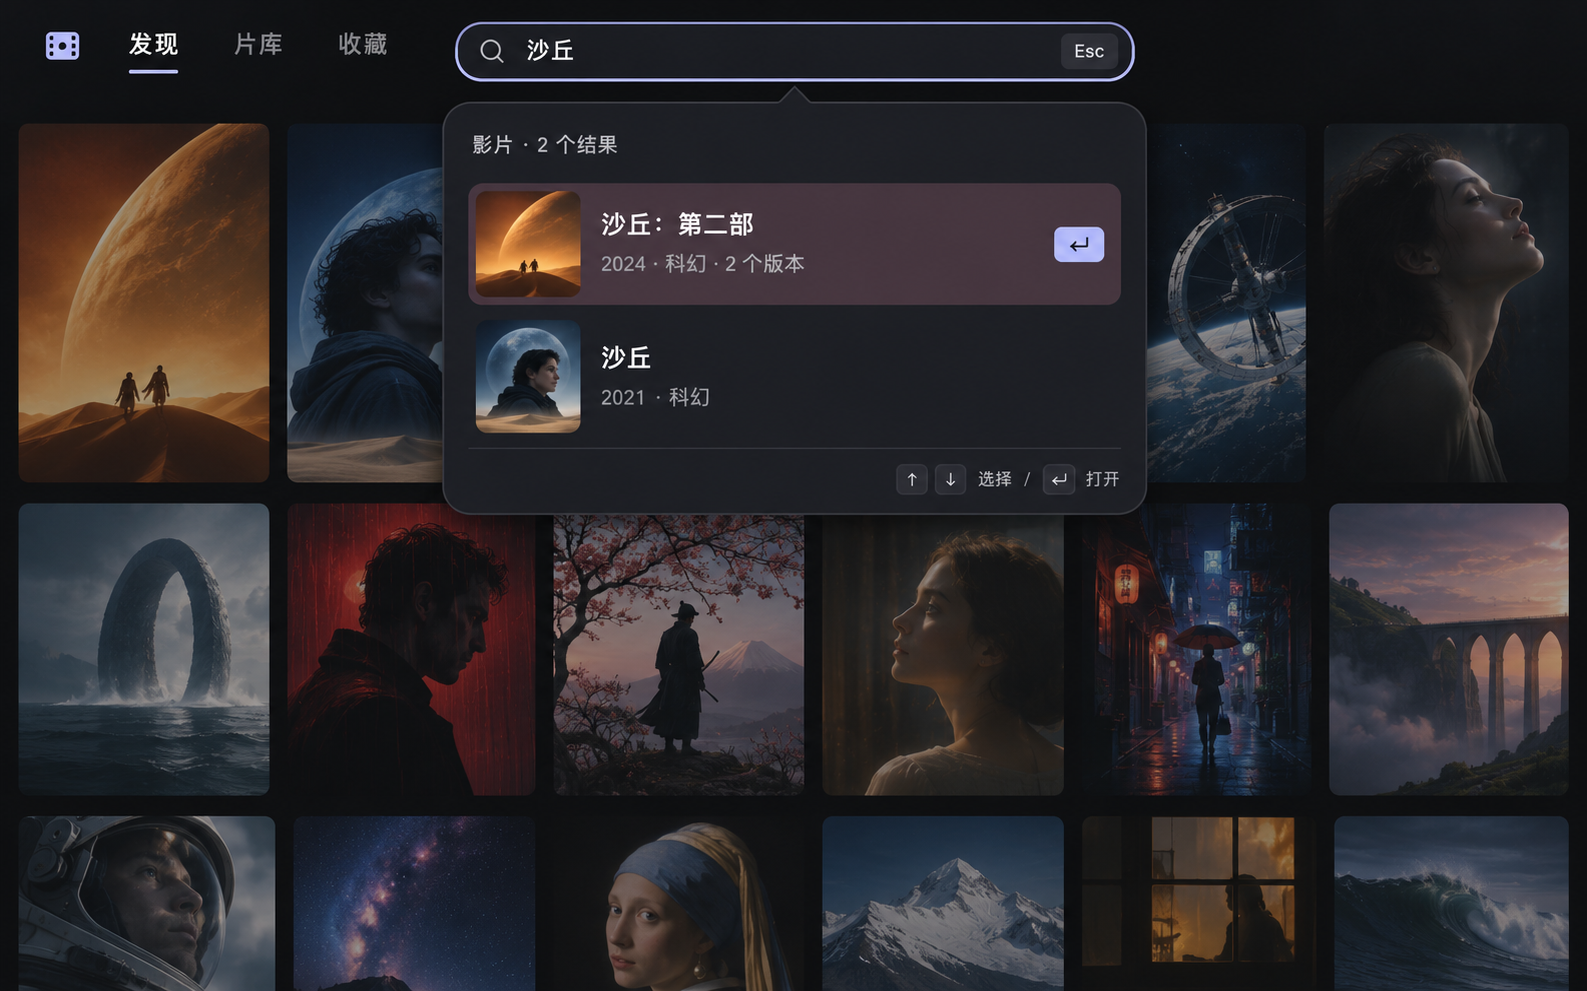 发现 片库 收藏
沙丘 Esc
影片 · 2 个结果
沙丘：第二部
2024 · 科幻 · 2 个版本
沙丘
2021 · 科幻
↑ ↓ 选择 / ↵ 打开